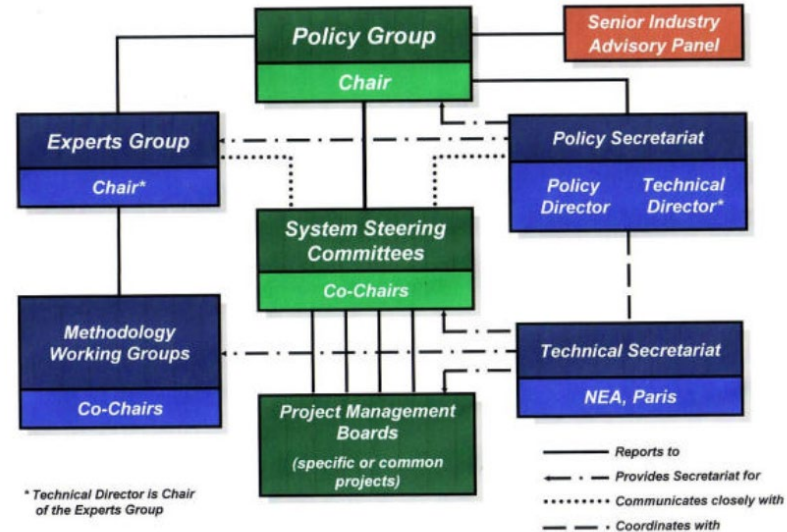 Policy Group
Chair
Senior Industry
Advisory Panel
Experts Group
Chair*
Policy Secretariat
Policy
Director
Technical
Director*
System Steering
Committees
Co-Chairs
Methodology
Working Groups
Co-Chairs
Technical Secretariat
NEA, Paris
Project Management
Boards
(specific or common
projects)
Reports to
Provides Secretariat for
Communicates closely with
Coordinates with
* Technical Director is Chair
of the Experts Group